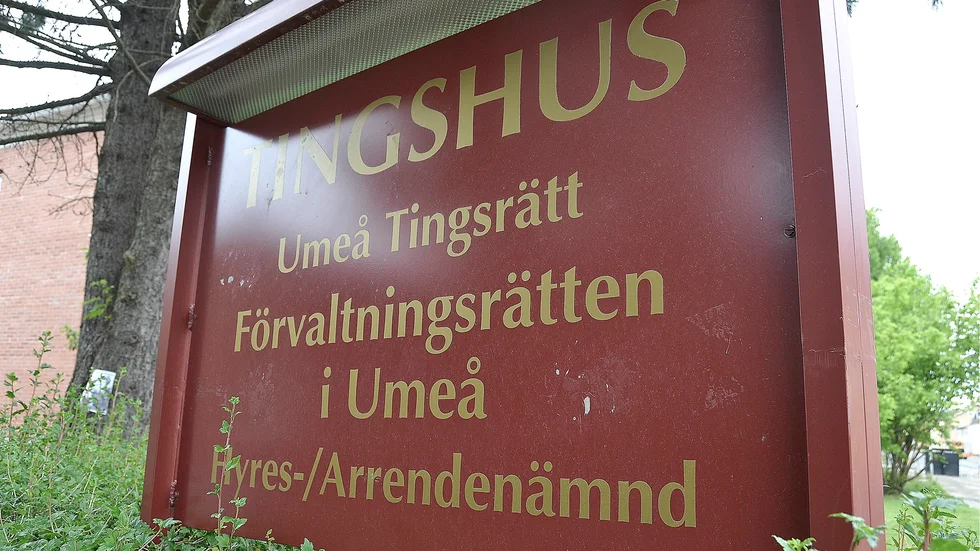 TINGSHUS
Umeå Tingsrätt
Förvaltningsrätten
i Umeå
Hyres-/Arrendenämnd